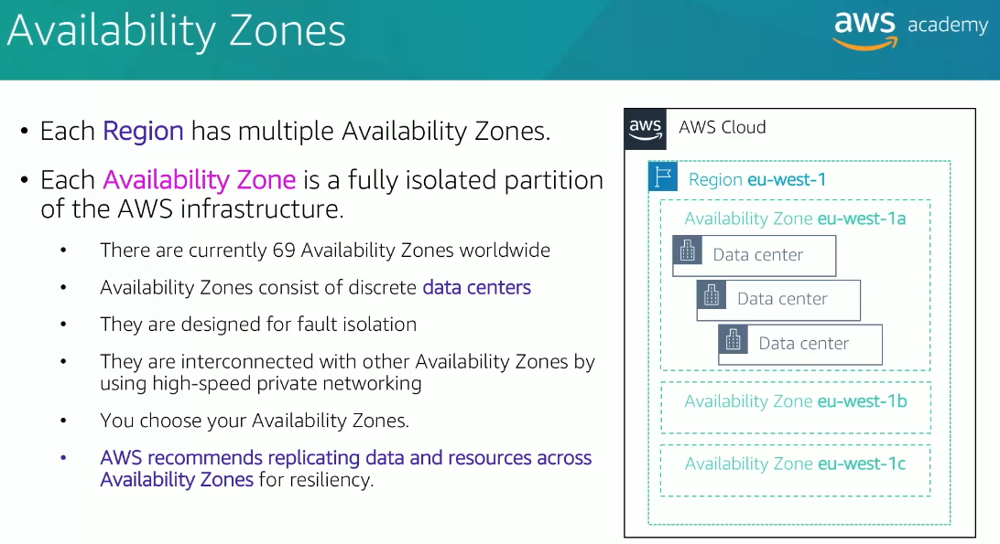 Availability Zones
aws academy
• Each Region has multiple Availability Zones.
• Each Availability Zone is a fully isolated partition
of the AWS infrastructure.
• There are currently 69 Availability Zones worldwide
• Availability Zones consist of discrete data centers
• They are designed for fault isolation
• They are interconnected with other Availability Zones by
using high-speed private networking
• You choose your Availability Zones.
• AWS recommends replicating data and resources across
Availability Zones for resiliency.
aws AWS Cloud
Region eu-west-1
Availability Zone eu-west-1a
Data center
Data center
Data center
Availability Zone eu-west-1b
Availability Zone eu-west-1c